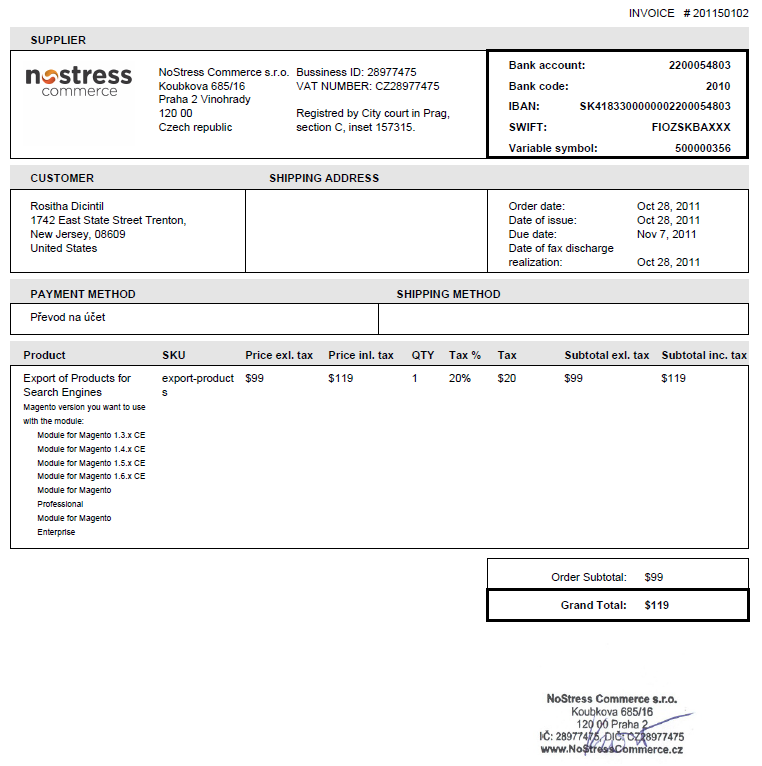 INVOICE # 201150102
SUPPLIER
nostress
commerce
NoStress Commerce s.r.o.
Koubkova 685/16
Praha 2 Vinohrady
120 00
Czech republic
Bussiness ID: 28977475
VAT NUMBER: CZ28977475
Registred by City court in Prag,
section C, inset 157315.
Bank account: 2200054803
Bank code: 2010
IBAN: SK4183300000002200054803
SWIFT: FIOZSKBAXXX
Variable symbol: 500000356
CUSTOMER SHIPPING ADDRESS
Rositha Dicintil
1742 East State Street Trenton,
New Jersey, 08609
United States
Order date: Oct 28, 2011
Date of issue: Oct 28, 2011
Due date: Nov 7, 2011
Date of fax discharge
realization: Oct 28, 2011
PAYMENT METHOD SHIPPING METHOD
Převod na účet
Product SKU Price exl. tax Price inl. tax QTY Tax % Tax Subtotal exl. tax Subtotal inc. tax
Export of Products for export-product $99 $119 1 20% $20 $99 $119
Search Engines s
Magento version you want to use
with the module:
Module for Magento 1.3.x CE
Module for Magento 1.4.x CE
Module for Magento 1.5.x CE
Module for Magento 1.6.x CE
Module for Magento
Professional
Module for Magento
Enterprise
Order Subtotal: $99
Grand Total: $119
NoStress Commerce s.r.o.
Koubkova 685/16
120 00 Praha 2
IČ: 28977475, DIČ: CZ28977475
www.NoStressCommerce.cz